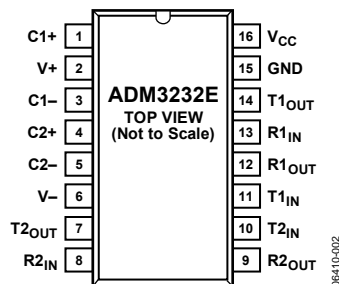 C1+ 1 16 VCC
V+ 2 15 GND
C1– 3 14 T1OUT
C2+ 4 13 R1IN
C2– 5 12 R1OUT
V– 6 11 T1IN
T2OUT 7 10 T2IN
R2IN 8 9 R2OUT
ADM3232E
TOP VIEW
(Not to Scale)
06410-002